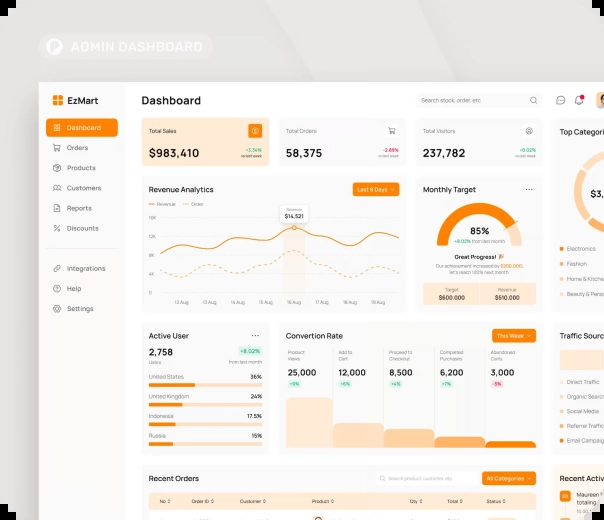 ADMIN DASHBOARD
EzMart
Dashboard
Orders
Products
Customers
Reports
Discounts
Integrations
Help
Settings
Dashboard
Search stock, order, etc
Total Sales
$983,410
+3.34%
vs last week
Total Orders
58,375
-2.89%
vs last week
Total Visitors
237,782
+8.02%
vs last week
Revenue Analytics
Last 8 Days
Revenue
Order
16K
12K
8K
4K
0
Revenue
$14,521
12 Aug
13 Aug
14 Aug
15 Aug
16 Aug
17 Aug
18 Aug
19 Aug
Monthly Target
85%
+8.02% from last month
Great Progress!
Our achievement increased by $200,000,
let's reach 100% next month
Target
$600.000
Revenue
$510.000
Top Categori
$3,
Electronics
Fashion
Home & Kitche
Beauty & Pers
Active User
2,758
Users
+8.02%
from last month
United States
36%
United Kingdom
24%
Indonesia
17.5%
Russia
15%
Convertion Rate
This Week
Product
Views
25,000
+9%
Add to
Cart
12,000
+6%
Proceed to
Checkout
8,500
+4%
Completed
Purchases
6,200
+7%
Abandoned
Carts
3,000
-5%
Traffic Sourc
Direct Traffic
Organic Searc
Social Media
Referral Traffic
Email Campaig
Recent Orders
Search product, customer, etc
All Categories
No
Order ID
Customer
Product
Qty
Total
Status
Recent Activ
Maureen
totaling